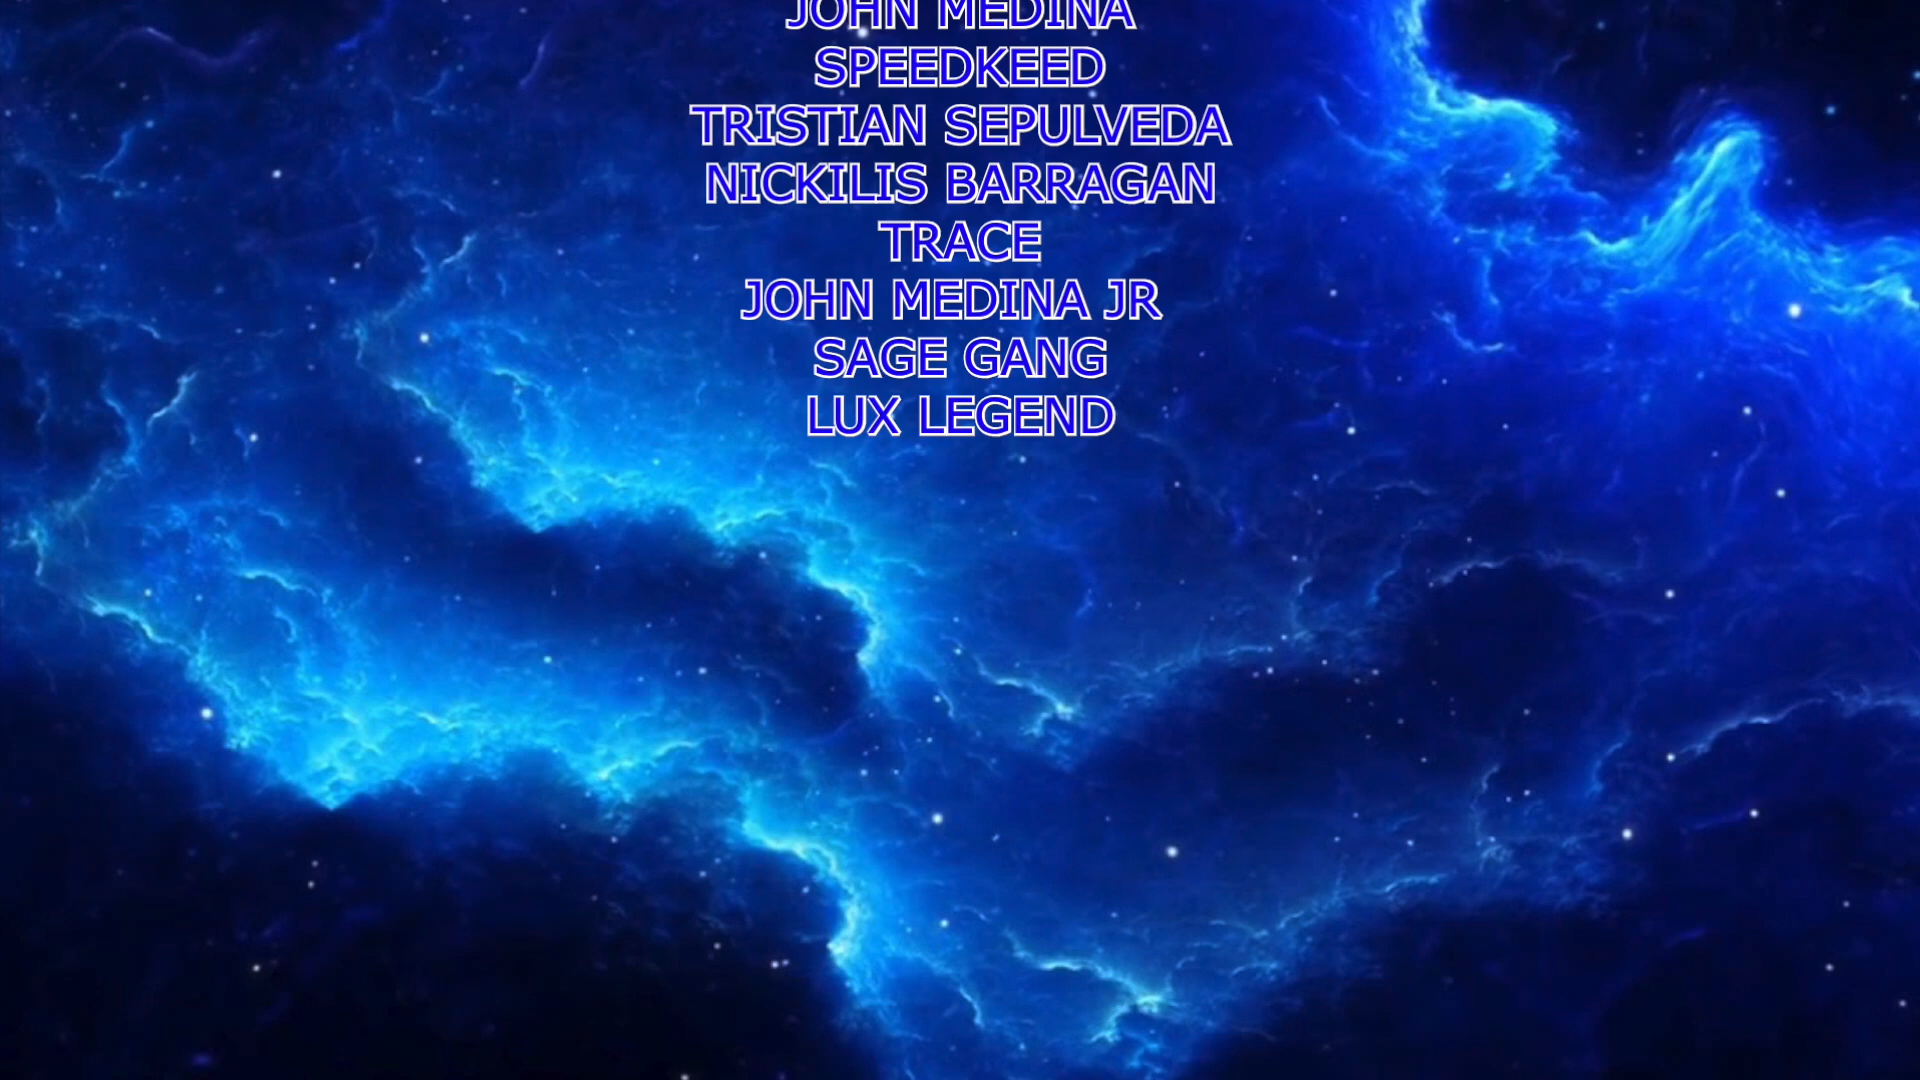 JOHN MEDINA
SPEEDKEED
TRISTIAN SEPULVEDA
NICKILIS BARRAGAN
TRACE
JOHN MEDINA JR
SAGE GANG
LUX LEGEND